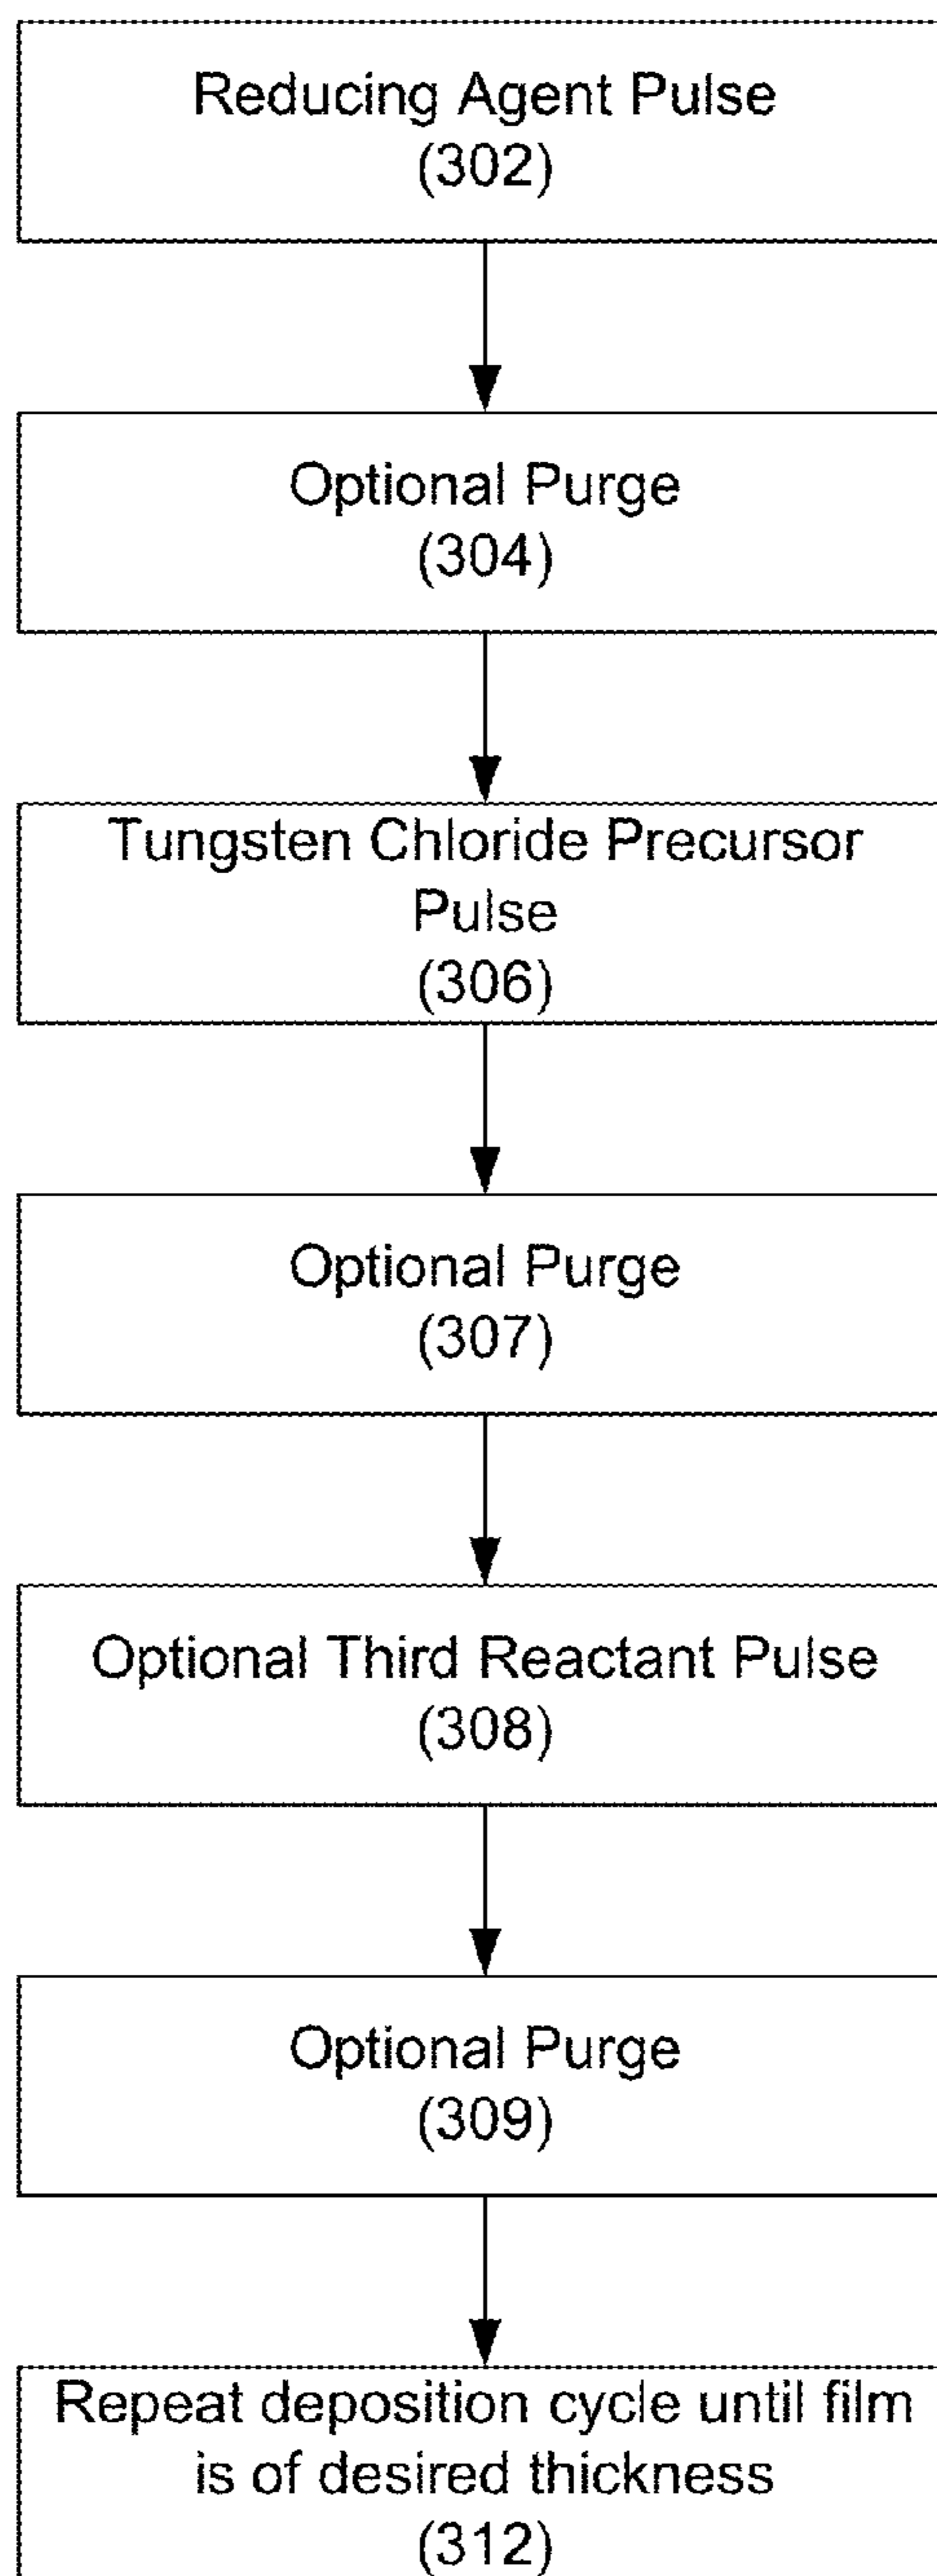 Reducing Agent Pulse
(302)
Optional Purge
(304)
Tungsten Chloride Precursor
Pulse
(306)
Optional Purge
(307)
Optional Third Reactant Pulse
(308)
Optional Purge
(309)
Repeat deposition cycle until film
is of desired thickness
(312)